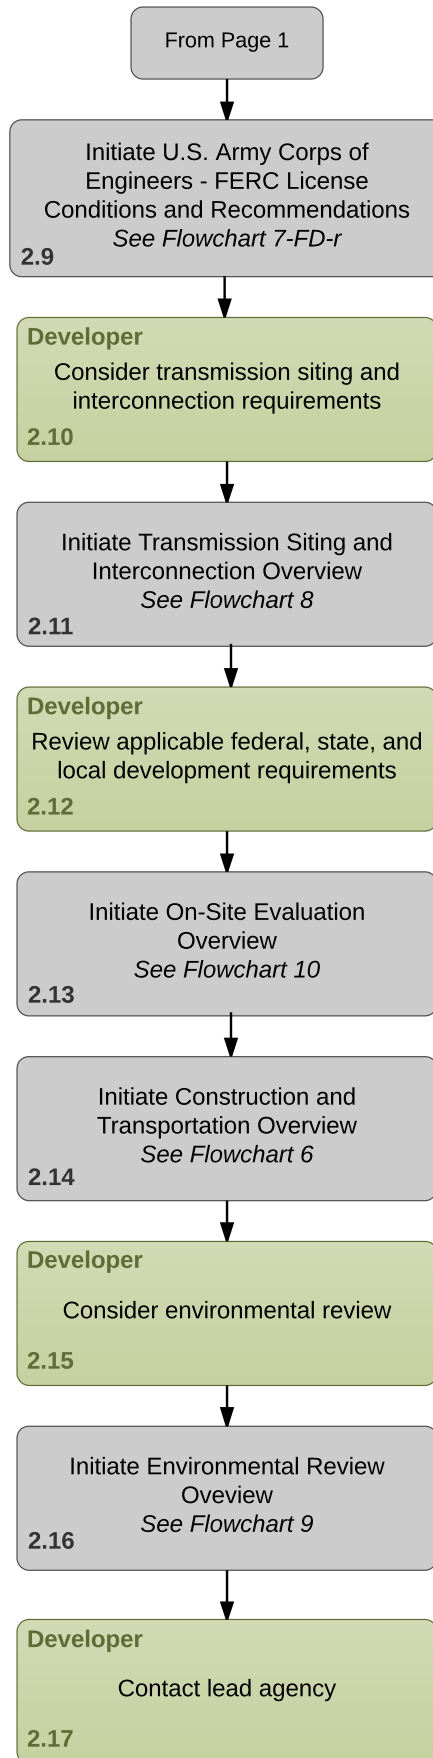 From Page 1
Initiate U.S. Army Corps of
Engineers - FERC License
Conditions and Recommendations
See Flowchart 7-FD-r
2.9
Developer
Consider transmission siting and
interconnection requirements
2.10
Initiate Transmission Siting and
Interconnection Overview
See Flowchart 8
2.11
Developer
Review applicable federal, state, and
local development requirements
2.12
Initiate On-Site Evaluation
Overview
See Flowchart 10
2.13
Initiate Construction and
Transportation Overview
See Flowchart 6
2.14
Developer
Consider environmental review
2.15
Initiate Environmental Review
Oveview
See Flowchart 9
2.16
Developer
Contact lead agency
2.17